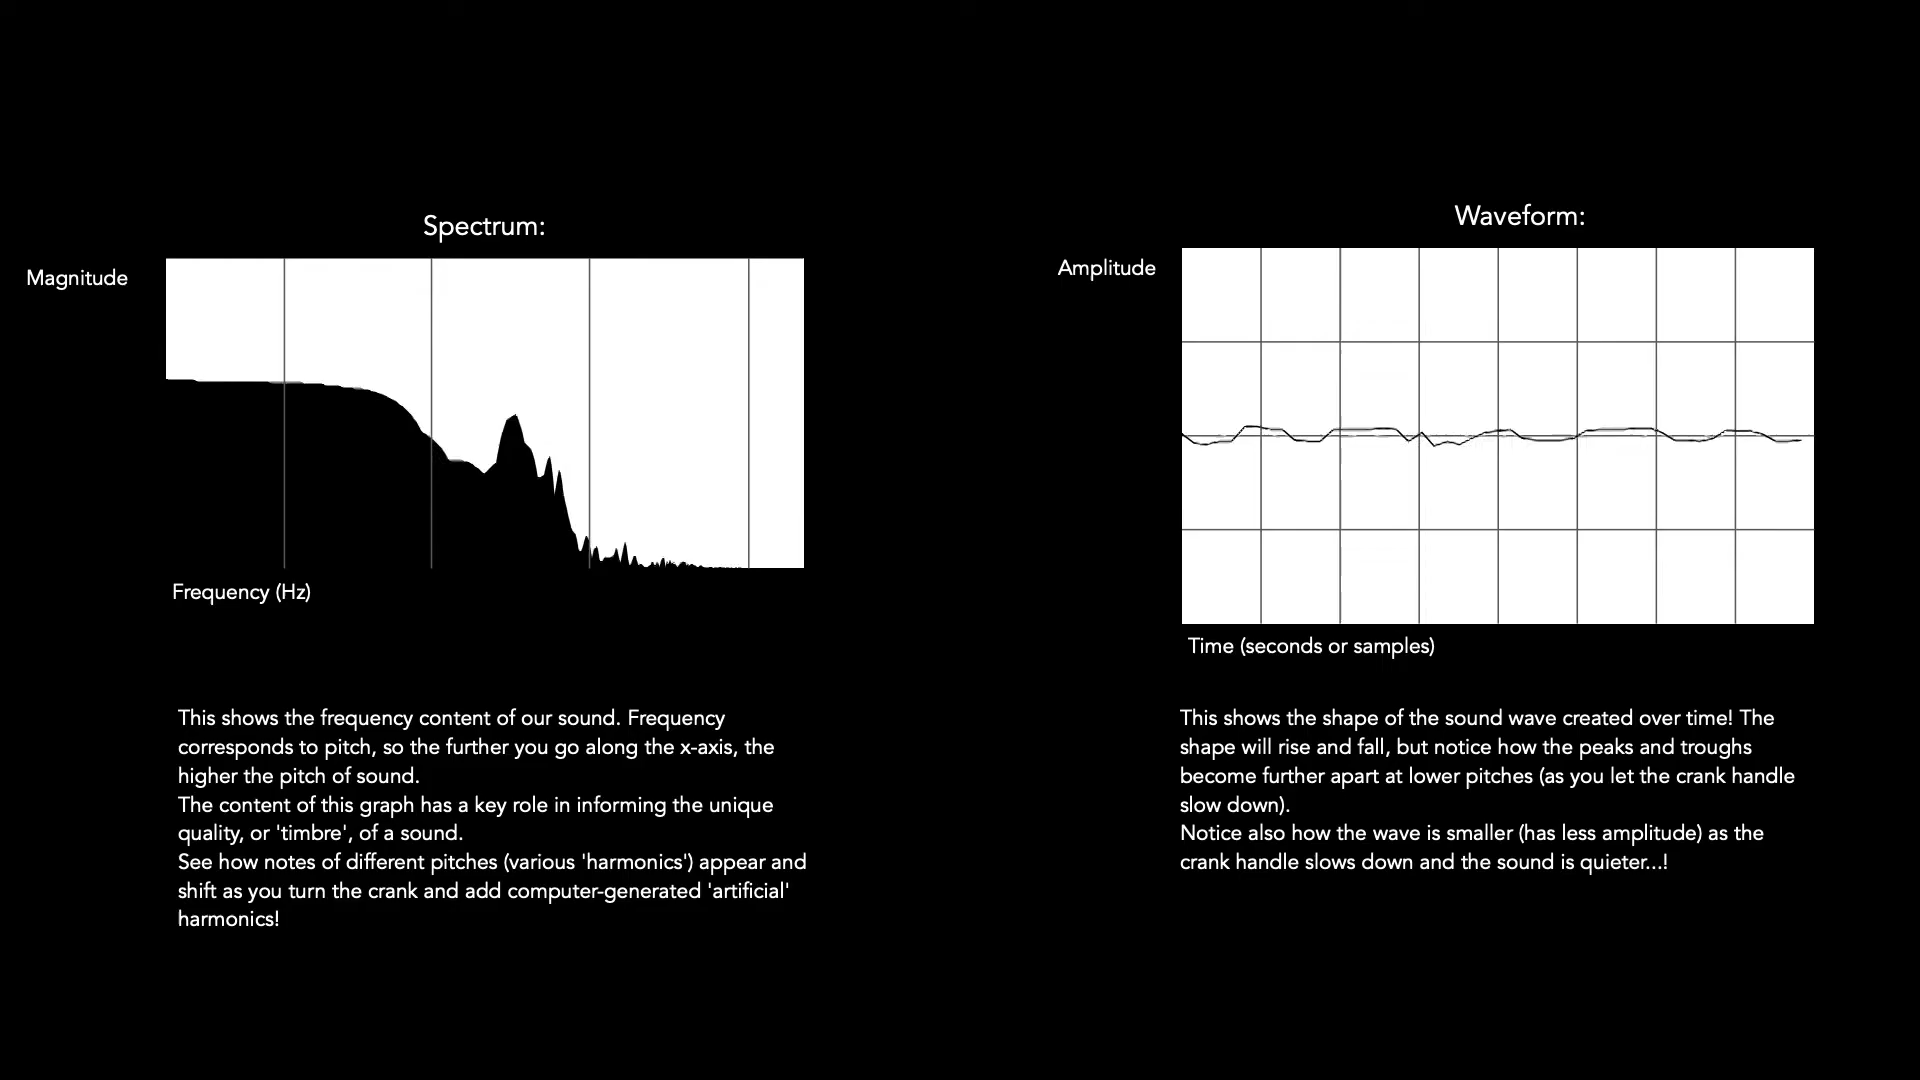 Spectrum:
Magnitude
Frequency (Hz)
This shows the frequency content of our sound. Frequency
corresponds to pitch, so the further you go along the x-axis, the
higher the pitch of sound.
The content of this graph has a key role in informing the unique
quality, or 'timbre', of a sound.
See how notes of different pitches (various 'harmonics') appear and
shift as you turn the crank and add computer-generated 'artificial'
harmonics!
Waveform:
Amplitude
Time (seconds or samples)
This shows the shape of the sound wave created over time! The
shape will rise and fall, but notice how the peaks and troughs
become further apart at lower pitches (as you let the crank handle
slow down).
Notice also how the wave is smaller (has less amplitude) as the
crank handle slows down and the sound is quieter...!